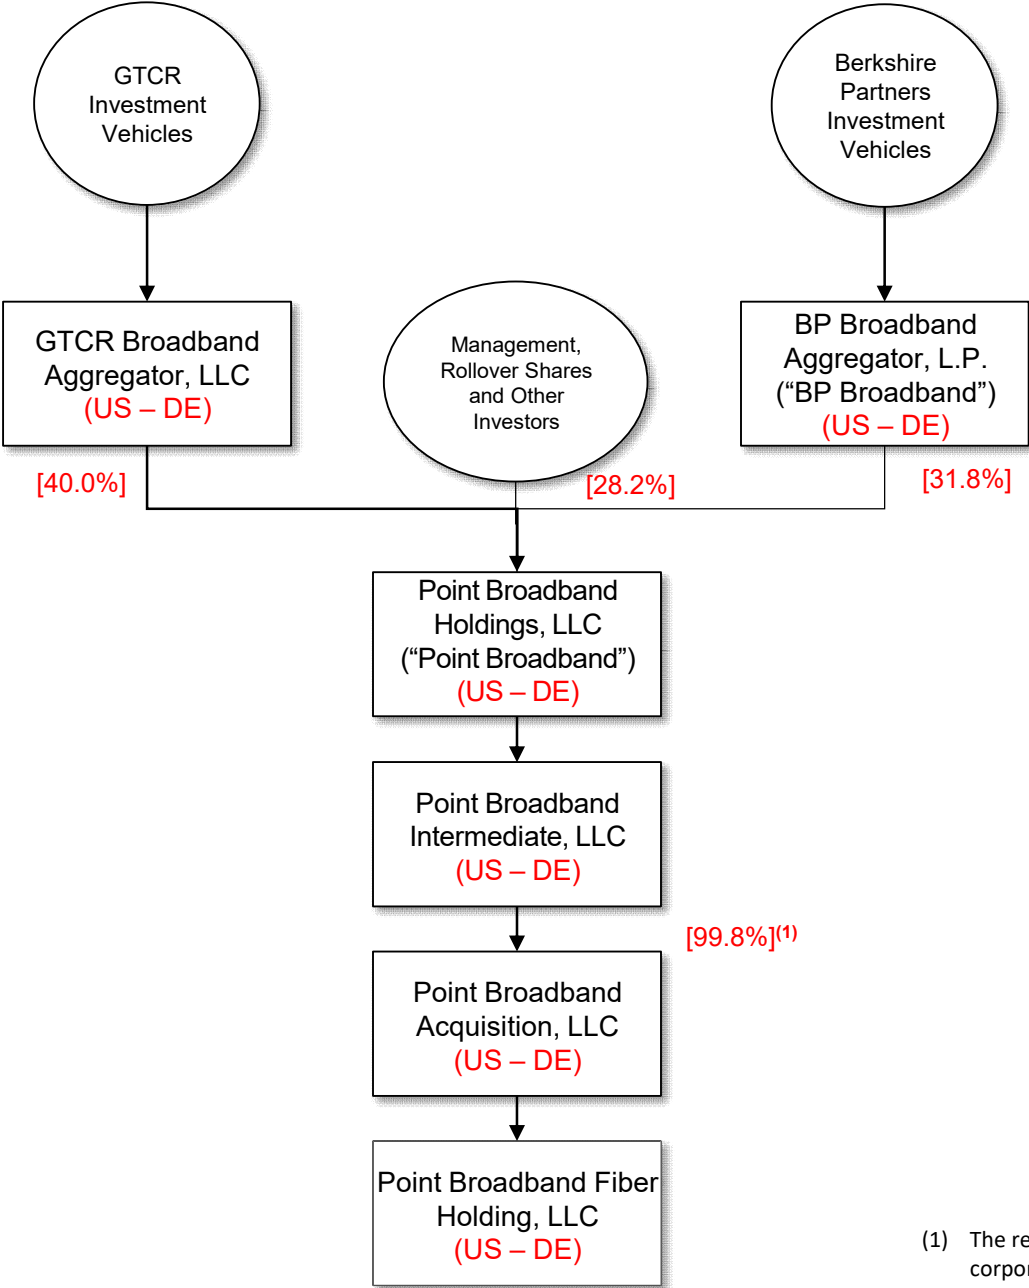 GTCR
Investment
Vehicles
Berkshire
Partners
Investment
Vehicles
GTCR Broadband
Aggregator, LLC
(US – DE)
Management,
Rollover Shares
and Other
Investors
BP Broadband
Aggregator, L.P.
(“BP Broadband”)
(US – DE)
[40.0%]
[28.2%]
[31.8%]
Point Broadband
Holdings, LLC
(“Point Broadband”)
(US – DE)
Point Broadband
Intermediate, LLC
(US – DE)
[99.8%](1)
Point Broadband
Acquisition, LLC
(US – DE)
Point Broadband Fiber
Holding, LLC
(US – DE)
(1) The re
corpor